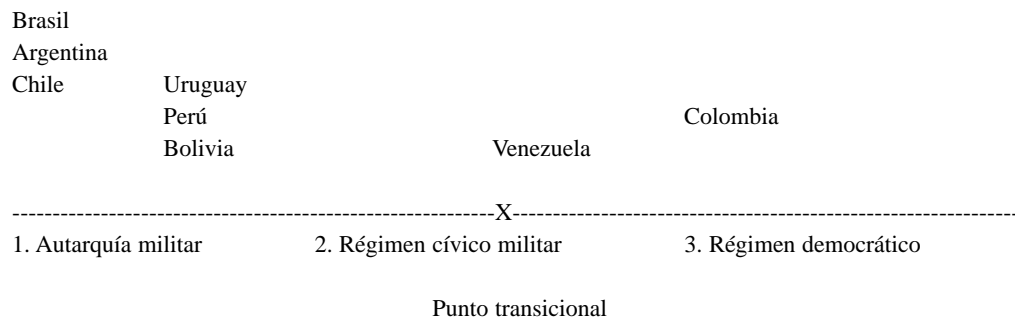 Brasil
Argentina
Chile Uruguay
Perú Colombia
Bolivia Venezuela
--------------------------------------------------------------X-----------------------------------------------------------------
1. Autarquía militar 2. Régimen cívico militar 3. Régimen democrático
Punto transicional